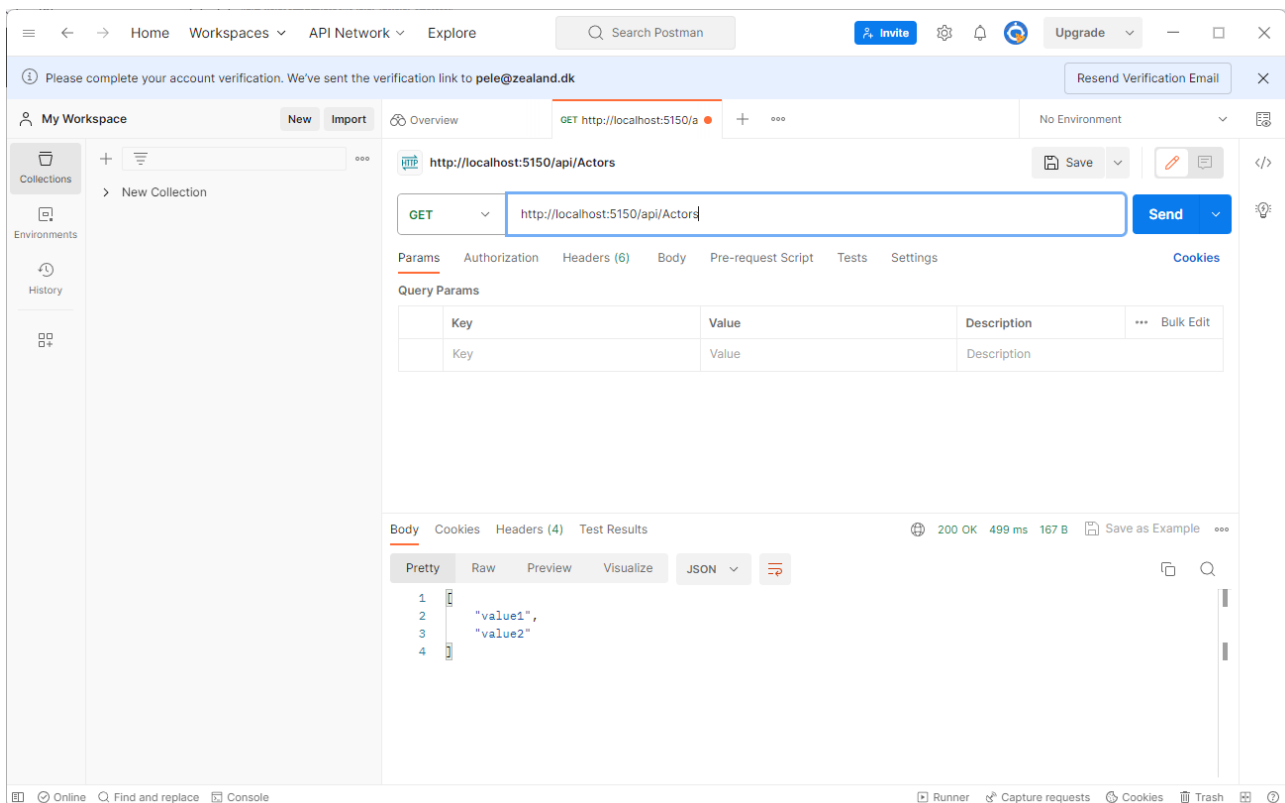 Home Workspaces API Network Explore Search Postman Invite Upgrade
Please complete your account verification. We've sent the verification link to pele@zealand.dk Resend Verification Email
My Workspace New Import Overview GET http://localhost:5150/a No Environment
Collections
New Collection
Environments
History
HTTP http://localhost:5150/api/Actors Save
GET http://localhost:5150/api/Actors Send
Params Authorization Headers (6) Body Pre-request Script Tests Settings Cookies
Query Params
Key Value Description Bulk Edit
Key Value Description
Body Cookies Headers (4) Test Results 200 OK 499 ms 167 B Save as Example
Pretty Raw Preview Visualize JSON
1 [
2 "value1",
3 "value2"
4 ]
Online Find and replace Console Runner Capture requests Cookies Trash